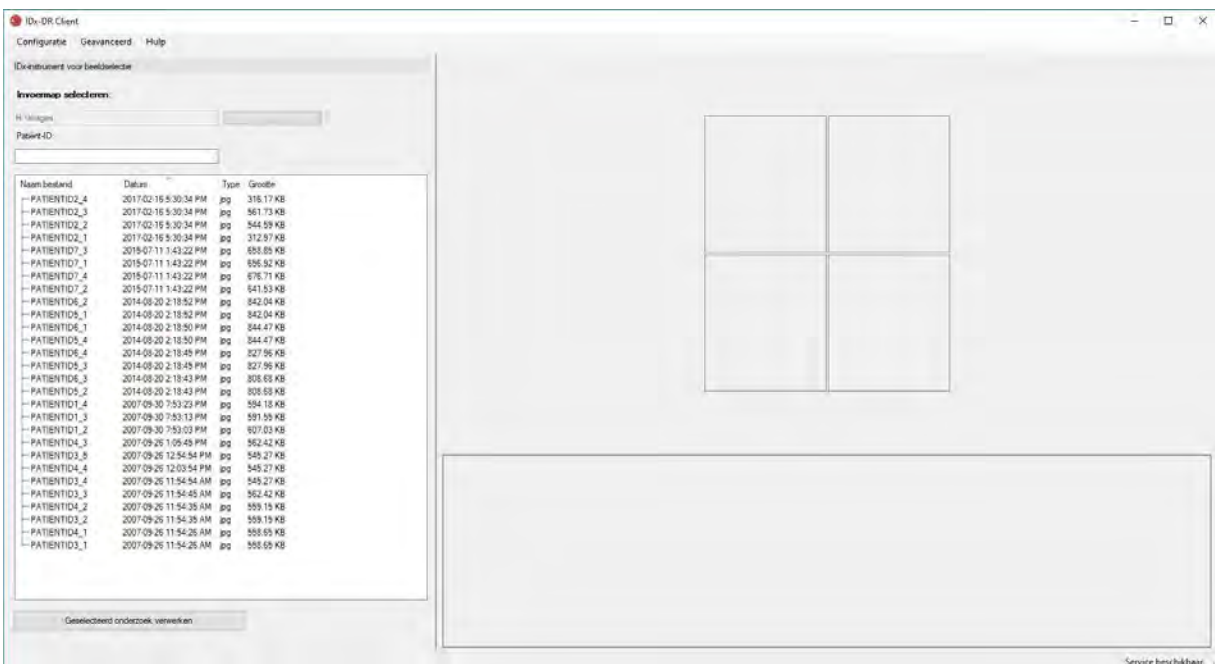 IDx-DR Client
Configuratie Geavanceerd Hulp
IDx-instrument voor beeldselectie
Invoermap selecteren:
Patiënt-ID
Naam bestand Datum Type Grootte
PATIENTID2_4 2017-02-16 5:30:34 PM jpg 316.17 KB
PATIENTID2_3 2017-02-16 5:30:34 PM jpg 561.73 KB
PATIENTID2_2 2017-02-16 5:30:34 PM jpg 544.59 KB
PATIENTID2_1 2017-02-16 5:30:34 PM jpg 312.97 KB
PATIENTID7_3 2015-07-11 1:43:22 PM jpg 658.85 KB
PATIENTID7_1 2015-07-11 1:43:22 PM jpg 656.92 KB
PATIENTID7_4 2015-07-11 1:43:22 PM jpg 676.71 KB
PATIENTID7_2 2015-07-11 1:43:22 PM jpg 641.53 KB
PATIENTID6_2 2014-08-20 2:18:52 PM jpg 842.04 KB
PATIENTID5_1 2014-08-20 2:18:52 PM jpg 842.04 KB
PATIENTID6_1 2014-08-20 2:18:50 PM jpg 844.47 KB
PATIENTID5_4 2014-08-20 2:18:50 PM jpg 844.47 KB
PATIENTID6_4 2014-08-20 2:18:45 PM jpg 827.96 KB
PATIENTID5_3 2014-08-20 2:18:45 PM jpg 827.96 KB
PATIENTID6_3 2014-08-20 2:18:43 PM jpg 808.68 KB
PATIENTID5_2 2014-08-20 2:18:43 PM jpg 808.68 KB
PATIENTID1_4 2007-09-30 7:53:23 PM jpg 594.18 KB
PATIENTID1_3 2007-09-30 7:53:13 PM jpg 591.55 KB
PATIENTID1_2 2007-09-30 7:53:03 PM jpg 607.03 KB
PATIENTID4_3 2007-09-26 1:05:45 PM jpg 562.42 KB
PATIENTID3_5 2007-09-26 12:54:54 PM jpg 545.27 KB
PATIENTID4_4 2007-09-26 12:03:54 PM jpg 545.27 KB
PATIENTID3_4 2007-09-26 11:54:54 AM jpg 545.27 KB
PATIENTID3_3 2007-09-26 11:54:45 AM jpg 562.42 KB
PATIENTID4_2 2007-09-26 11:54:35 AM jpg 559.15 KB
PATIENTID3_2 2007-09-26 11:54:35 AM jpg 559.15 KB
PATIENTID4_1 2007-09-26 11:54:26 AM jpg 558.65 KB
PATIENTID3_1 2007-09-26 11:54:26 AM jpg 558.65 KB
Geselecteerd onderzoek verwerken
Service beschikbaar